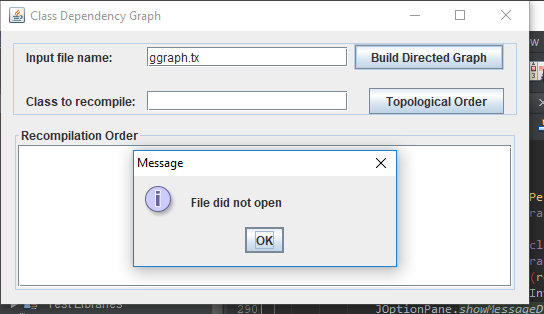 Class Dependency Graph
Input file name:
ggraph.tx
Build Directed Graph
Class to recompile:
Topological Order
Recompilation Order
Message
File did not open
OK
Test Libraries
290
JOptionPane.showMessageD